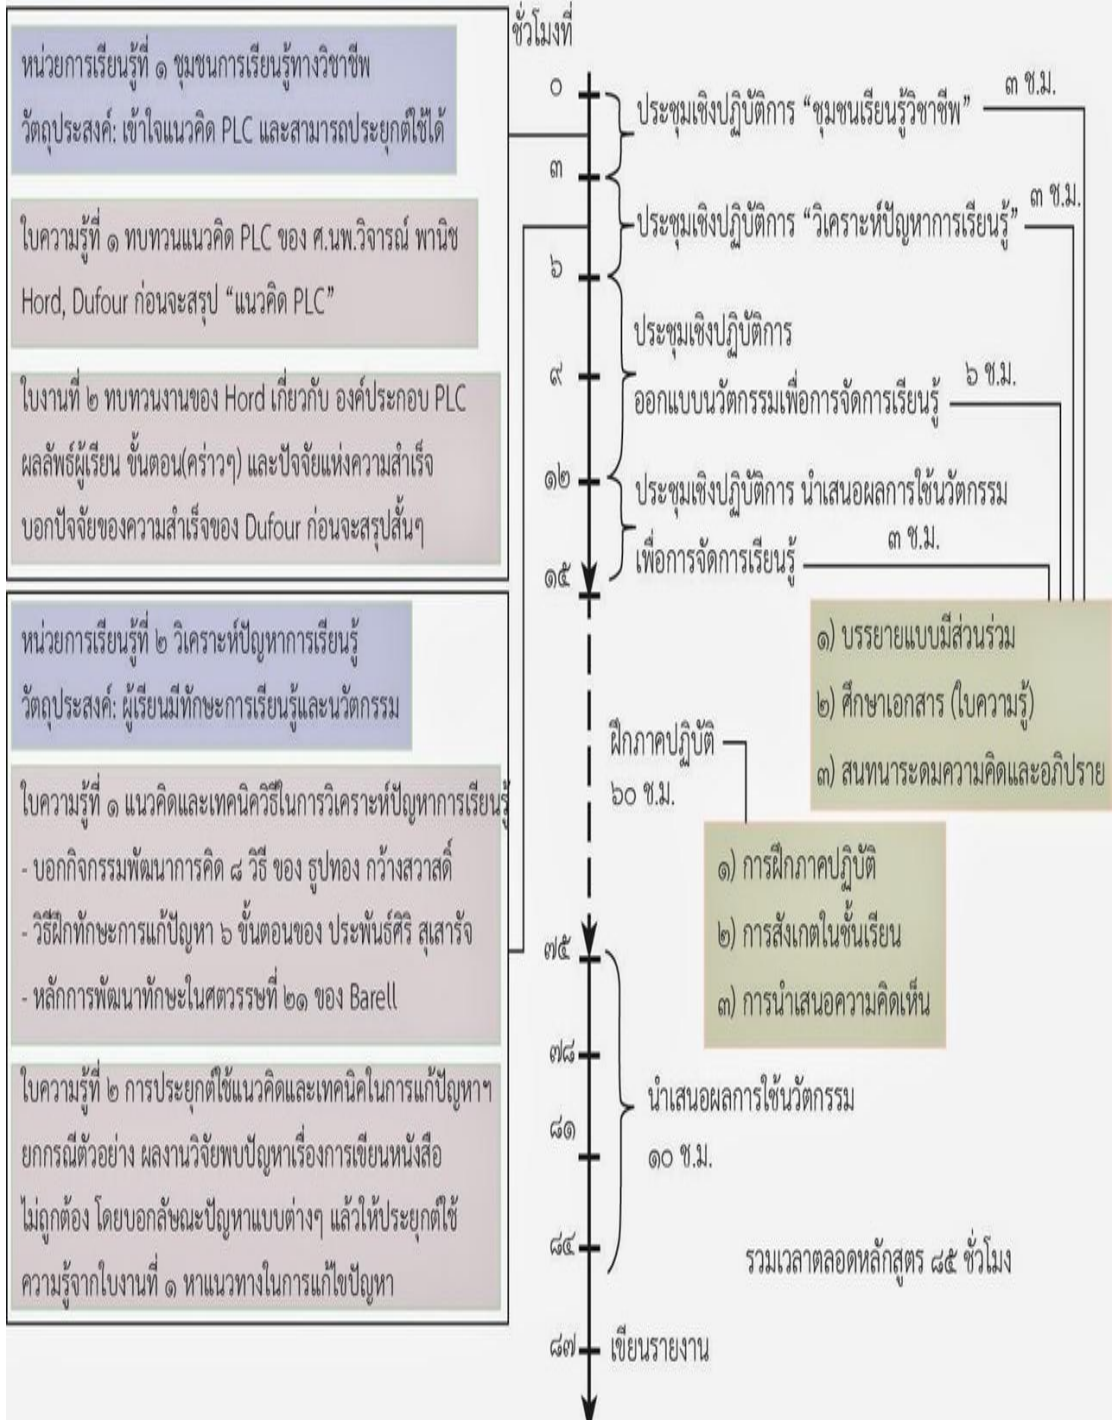 หน่วยการเรียนรู้ที่ ๑ ชุมชนการเรียนรู้ทางวิชาชีพ
วัตถุประสงค์: เข้าใจแนวคิด PLC และสามารถประยุกต์ใช้ได้
ใบความรู้ที่ ๑ ทบทวนแนวคิด PLC ของ ศ.นพ.วิจารณ์ พานิช
Hord, Dufour ก่อนจะสรุป “แนวคิด PLC”
ใบงานที่ ๒ ทบทวนงานของ Hord เกี่ยวกับ องค์ประกอบ PLC
ผลลัพธ์ผู้เรียน ขั้นตอน(คร่าวๆ) และปัจจัยแห่งความสำเร็จ
บอกปัจจัยของความสำเร็จของ Dufour ก่อนจะสรุปสั้นๆ
หน่วยการเรียนรู้ที่ ๒ วิเคราะห์ปัญหาการเรียนรู้
วัตถุประสงค์: ผู้เรียนมีทักษะการเรียนรู้และนวัตกรรม
ใบความรู้ที่ ๑ แนวคิดและเทคนิควิธีในการวิเคราะห์ปัญหาการเรียนรู้
- บอกกิจกรรมพัฒนาการคิด ๘ วิธี ของ ธูปทอง กว้างสวาสดิ์
- วิธีฝึกทักษะการแก้ปัญหา ๖ ขั้นตอนของ ประพันธ์ศิริ สุเสารัจ
- หลักการพัฒนาทักษะในศตวรรษที่ ๒๑ ของ Barell
ใบความรู้ที่ ๒ การประยุกต์ใช้แนวคิดและเทคนิคในการแก้ปัญหาฯ
ยกกรณีตัวอย่าง ผลงานวิจัยพบปัญหาเรื่องการเขียนหนังสือ
ไม่ถูกต้อง โดยบอกลัษณะปัญหาแบบต่างๆ แล้วให้ประยุกต์ใช้
ความรู้จากใบงานที่ ๑ หาแนวทางในการแก้ไขปัญหา
ชั่วโมงที่
๐
๓
๖
๙
๑๒
๑๕
๗๕
๗๘
๘๑
๘๔
๘๗
ประชุมเชิงปฏิบัติการ “ชุมชนเรียนรู้วิชาชีพ”
๓ ช.ม.
ประชุมเชิงปฏิบัติการ “วิเคราะห์ปัญหาการเรียนรู้”
๓ ช.ม.
ประชุมเชิงปฏิบัติการ
ออกแบบนวัตกรรมเพื่อการจัดการเรียนรู้
๖ ช.ม.
ประชุมเชิงปฏิบัติการ นำเสนอผลการใช้นวัตกรรม
เพื่อการจัดการเรียนรู้
๓ ช.ม.
๑) บรรยายแบบมีส่วนร่วม
๒) ศึกษาเอกสาร (ใบความรู้)
๓) สนทนาระดมความคิดและอภิปราย
ฝึกภาคปฏิบัติ
๖๐ ช.ม.
๑) การฝึกภาคปฏิบัติ
๒) การสังเกตในชั้นเรียน
๓) การนำเสนอความคิดเห็น
นำเสนอผลการใช้นวัตกรรม
๑๐ ช.ม.
รวมเวลาตลอดหลักสูตร ๘๕ ชั่วโมง
เขียนรายงาน